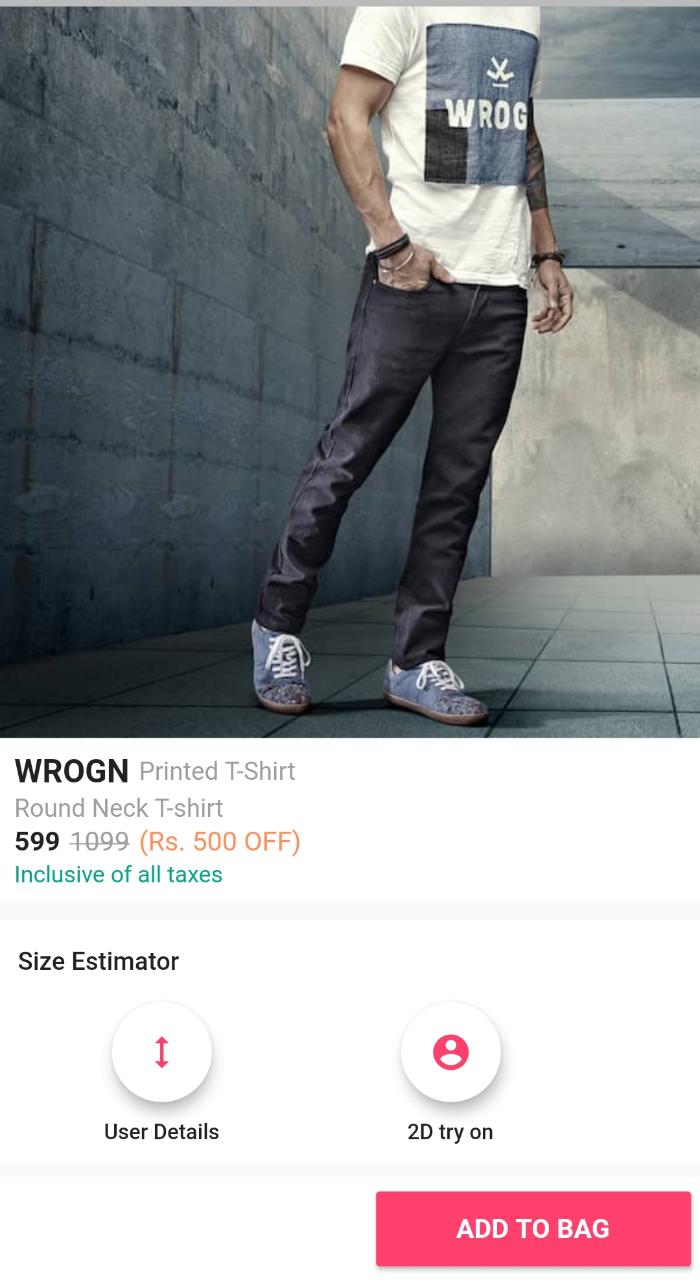 WROG
WROGN Printed T-Shirt
Round Neck T-shirt
599 1099 (Rs. 500 OFF)
Inclusive of all taxes
Size Estimator
User Details
2D try on
ADD TO BAG